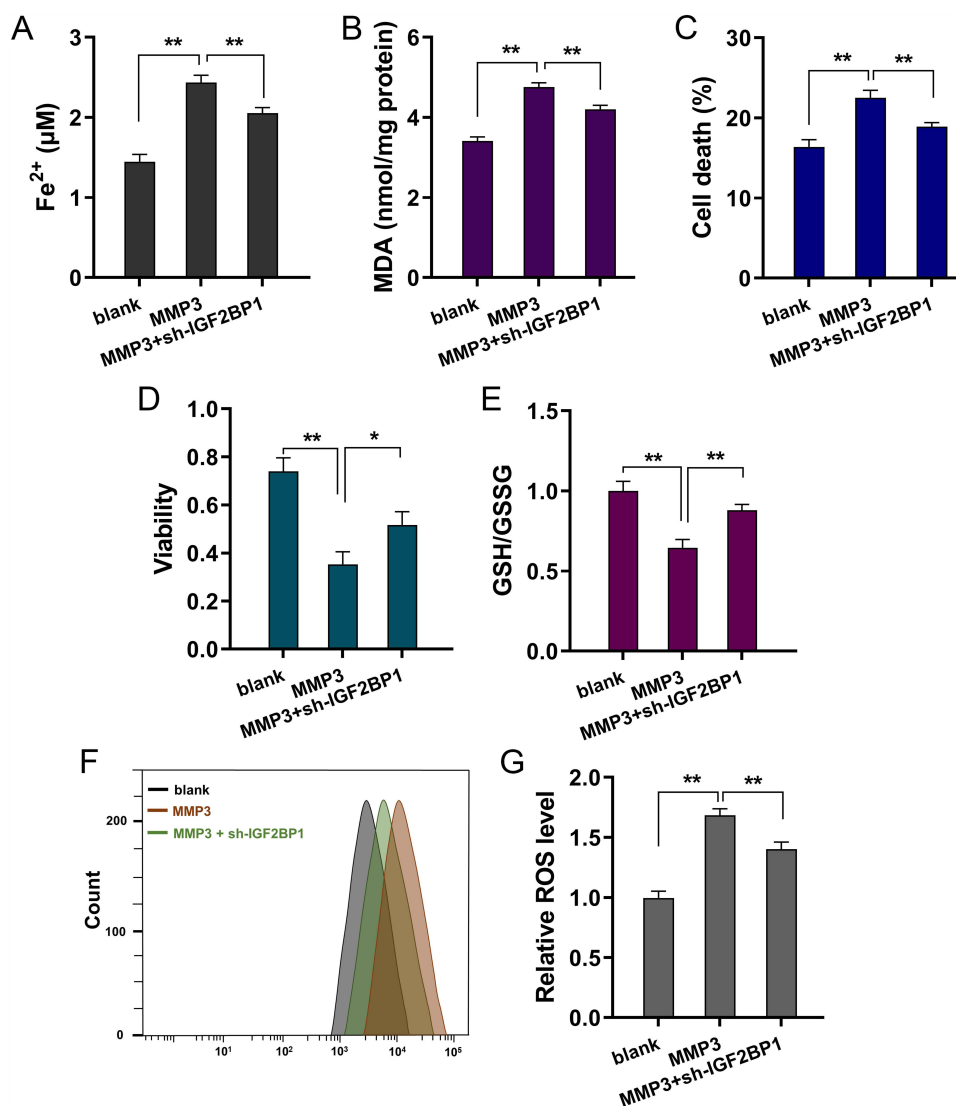 A
Fe2+ (μM)
3
2
1
0
** **
blank
MMP3
MMP3+sh-IGF2BP1
B
MDA (nmol/mg protein)
6
4
2
0
** **
blank
MMP3
MMP3+sh-IGF2BP1
C
Cell death (%)
30
20
10
0
** **
blank
MMP3
MMP3+sh-IGF2BP1
D
Viability
1.0
0.8
0.6
0.4
0.2
0.0
** *
blank
MMP3
MMP3+sh-IGF2BP1
E
GSH/GSSG
1.5
1.0
0.5
0.0
** **
blank
MMP3
MMP3+sh-IGF2BP1
F
Count
200
100
0
blank
MMP3
MMP3 + sh-IGF2BP1
101 102 103 104 105
G
Relative ROS level
2.0
1.5
1.0
0.5
0.0
** **
blank
MMP3
MMP3+sh-IGF2BP1